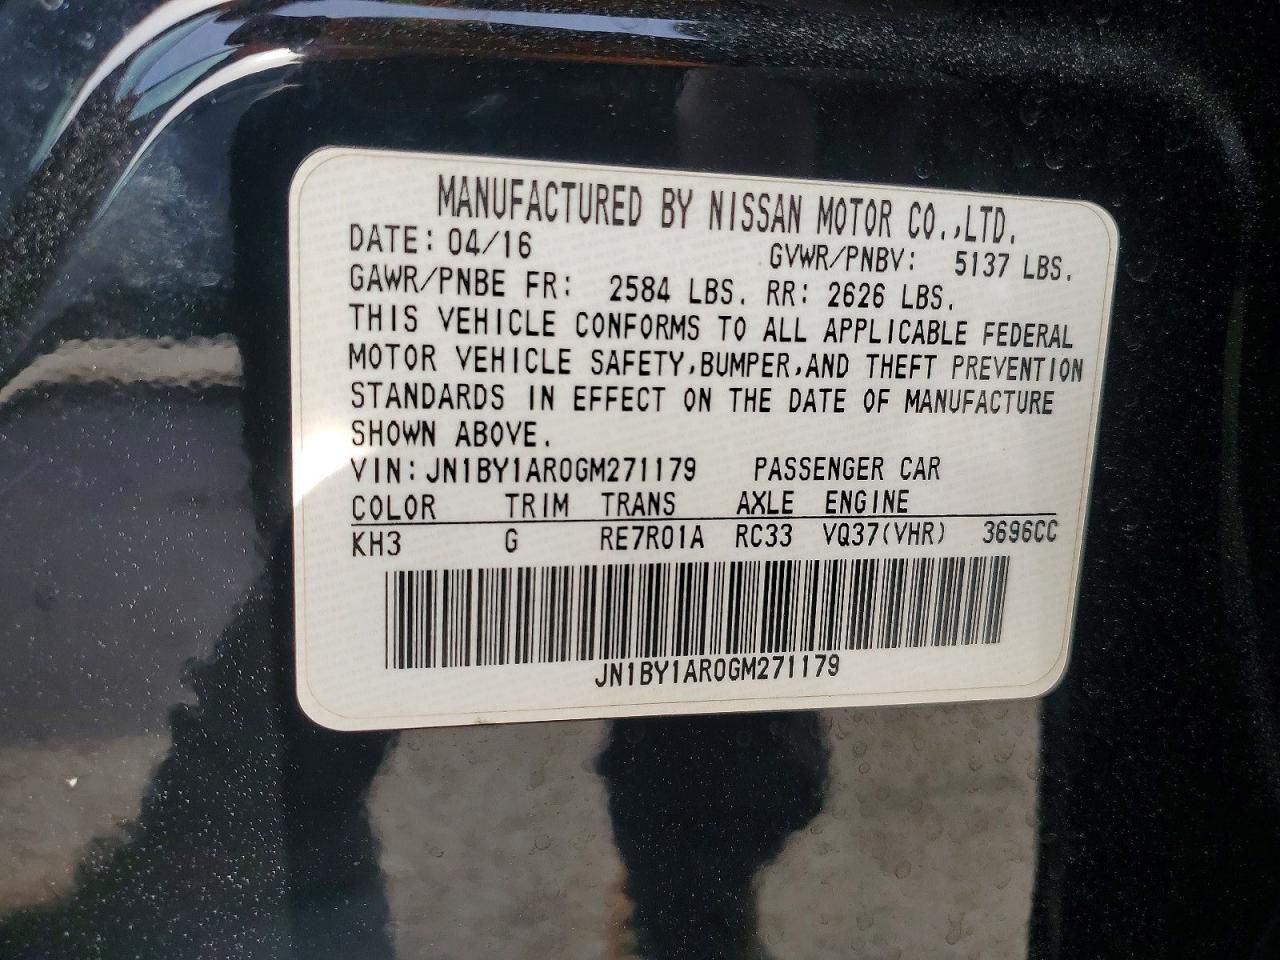 MANUFACTURED BY NISSAN MOTOR CO.,LTD.
DATE: 04/16 GVWR/PNBV: 5137 LBS.
GAWR/PNBE FR: 2584 LBS. RR: 2626 LBS.
THIS VEHICLE CONFORMS TO ALL APPLICABLE FEDERAL
MOTOR VEHICLE SAFETY,BUMPER,AND THEFT PREVENTION
STANDARDS IN EFFECT ON THE DATE OF MANUFACTURE
SHOWN ABOVE.
VIN: JN1BY1AR0GM271179 PASSENGER CAR
COLOR TRIM TRANS AXLE ENGINE
KH3 G RE7R01A RC33 VQ37(VHR) 3696CC
JN1BY1AR0GM271179